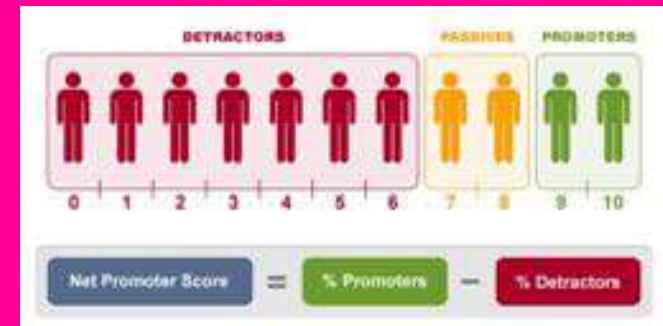 DETRACTORS PASSIVES PROMOTERS
0 1 2 3 4 5 6 7 8 9 10
Net Promoter Score = % Promoters − % Detractors